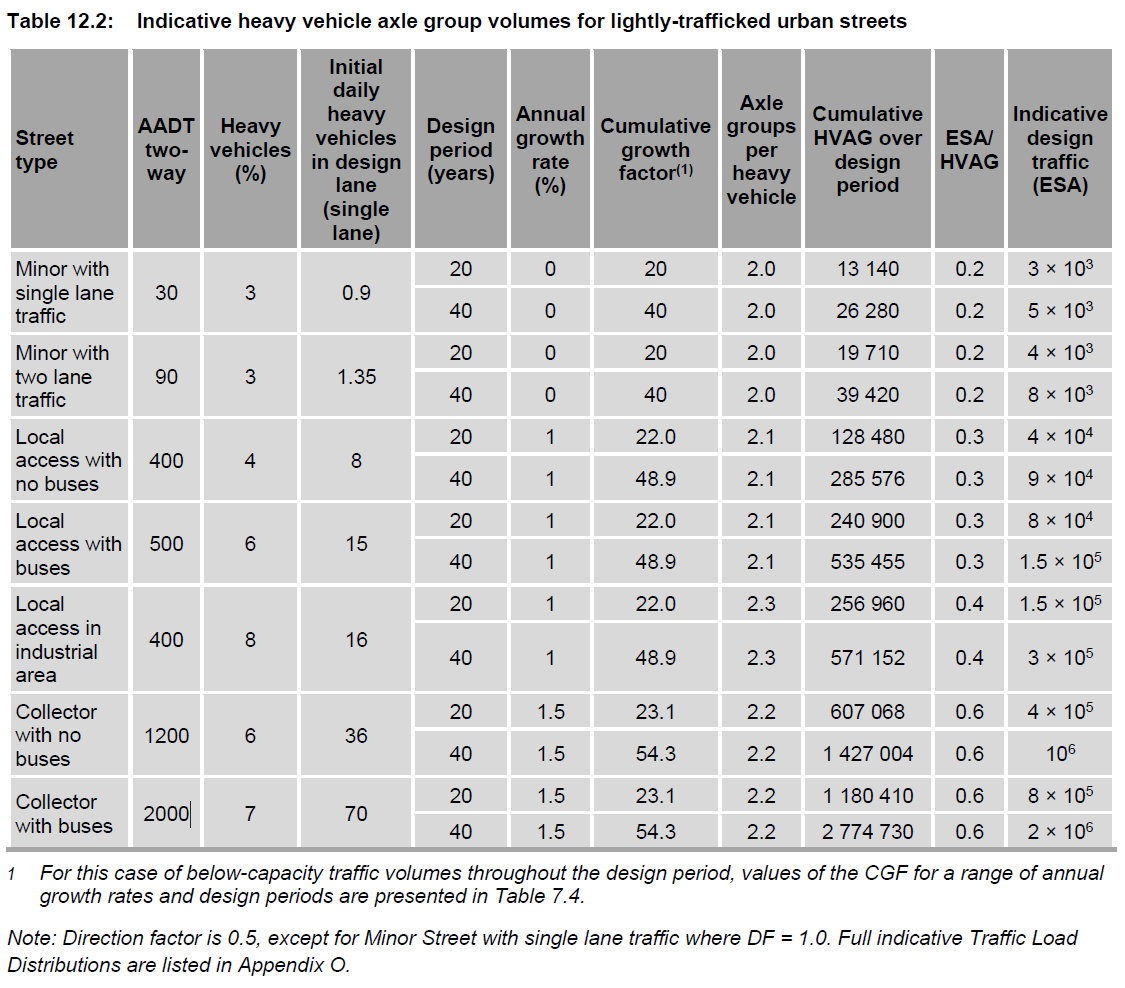 Table 12.2: Indicative heavy vehicle axle group volumes for lightly-trafficked urban streets
Street type | AADT two-way | Heavy vehicles (%) | Initial daily heavy vehicles in design lane (single lane) | Design period (years) | Annual growth rate (%) | Cumulative growth factor(1) | Axle groups per heavy vehicle | Cumulative HVAG over design period | ESA/HVAG | Indicative design traffic (ESA)
Minor with single lane traffic | 30 | 3 | 0.9 | 20 | 0 | 20 | 2.0 | 13 140 | 0.2 | 3 × 10³
40 | 0 | 40 | 2.0 | 26 280 | 0.2 | 5 × 10³
Minor with two lane traffic | 90 | 3 | 1.35 | 20 | 0 | 20 | 2.0 | 19 710 | 0.2 | 4 × 10³
40 | 0 | 40 | 2.0 | 39 420 | 0.2 | 8 × 10³
Local access with no buses | 400 | 4 | 8 | 20 | 1 | 22.0 | 2.1 | 128 480 | 0.3 | 4 × 10⁴
40 | 1 | 48.9 | 2.1 | 285 576 | 0.3 | 9 × 10⁴
Local access with buses | 500 | 6 | 15 | 20 | 1 | 22.0 | 2.1 | 240 900 | 0.3 | 8 × 10⁴
40 | 1 | 48.9 | 2.1 | 535 455 | 0.3 | 1.5 × 10⁵
Local access in industrial area | 400 | 8 | 16 | 20 | 1 | 22.0 | 2.3 | 256 960 | 0.4 | 1.5 × 10⁵
40 | 1 | 48.9 | 2.3 | 571 152 | 0.4 | 3 × 10⁵
Collector with no buses | 1200 | 6 | 36 | 20 | 1.5 | 23.1 | 2.2 | 607 068 | 0.6 | 4 × 10⁵
40 | 1.5 | 54.3 | 2.2 | 1 427 004 | 0.6 | 10⁶
Collector with buses | 2000 | 7 | 70 | 20 | 1.5 | 23.1 | 2.2 | 1 180 410 | 0.6 | 8 × 10⁵
40 | 1.5 | 54.3 | 2.2 | 2 774 730 | 0.6 | 2 × 10⁶
1 For this case of below-capacity traffic volumes throughout the design period, values of the CGF for a range of annual
growth rates and design periods are presented in Table 7.4.
Note: Direction factor is 0.5, except for Minor Street with single lane traffic where DF = 1.0. Full indicative Traffic Load
Distributions are listed in Appendix O.